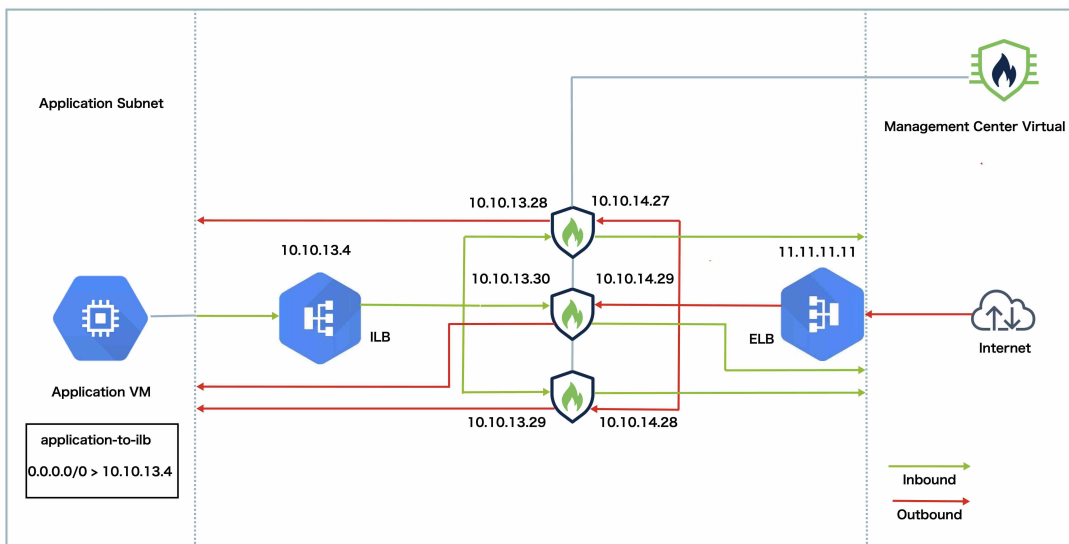 Application Subnet
Management Center Virtual
10.10.13.28
10.10.14.27
10.10.13.4
11.11.11.11
10.10.13.30
10.10.14.29
ILB
ELB
Internet
Application VM
10.10.13.29
10.10.14.28
application-to-ilb
0.0.0.0/0 > 10.10.13.4
Inbound
Outbound